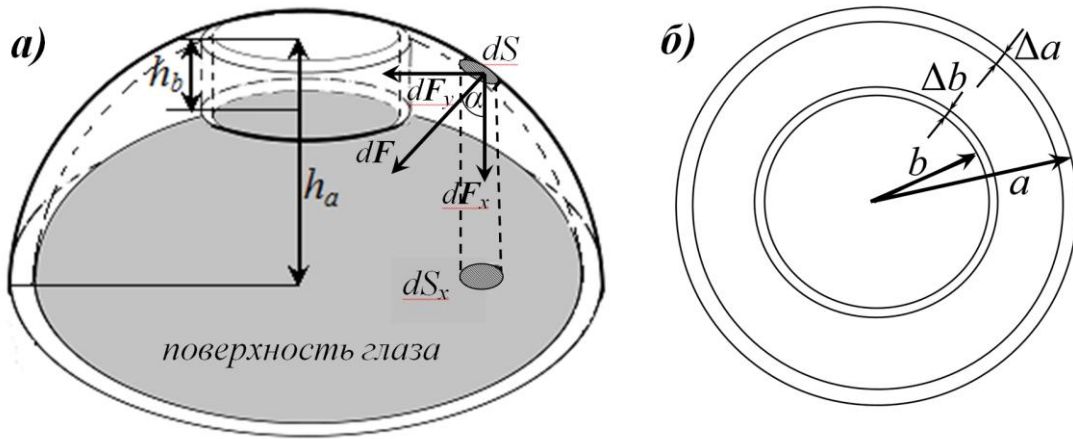 а)
h_b
h_a
dS
dF_y
α
dF
dF_x
dS_x
поверхность глаза
б)
Δa
Δb
b
a